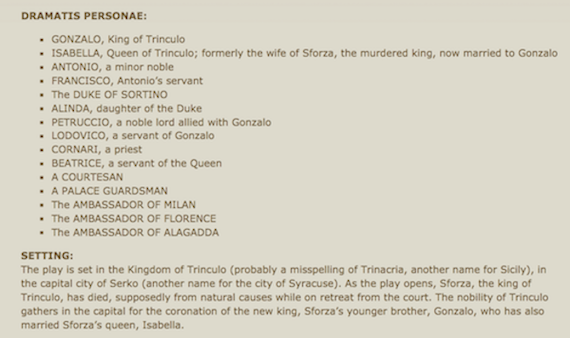 DRAMATIS PERSONAE:
▪ GONZALO, King of Trinculo
▪ ISABELLA, Queen of Trinculo; formerly the wife of Sforza, the murdered king, now married to Gonzalo
▪ ANTONIO, a minor noble
▪ FRANCISCO, Antonio's servant
▪ The DUKE OF SORTINO
▪ ALINDA, daughter of the Duke
▪ PETRUCCIO, a noble lord allied with Gonzalo
▪ LODOVICO, a servant of Gonzalo
▪ CORNARI, a priest
▪ BEATRICE, a servant of the Queen
▪ A COURTESAN
▪ A PALACE GUARDSMAN
▪ The AMBASSADOR OF MILAN
▪ The AMBASSADOR OF FLORENCE
▪ The AMBASSADOR OF ALAGADDA
SETTING:
The play is set in the Kingdom of Trinculo (probably a misspelling of Trinacria, another name for Sicily), in
the capital city of Serko (another name for the city of Syracuse). As the play opens, Sforza, the king of
Trinculo, has died, supposedly from natural causes while on retreat from the court. The nobility of Trinculo
gathers in the capital for the coronation of the new king, Sforza's younger brother, Gonzalo, who has also
married Sforza's queen, Isabella.